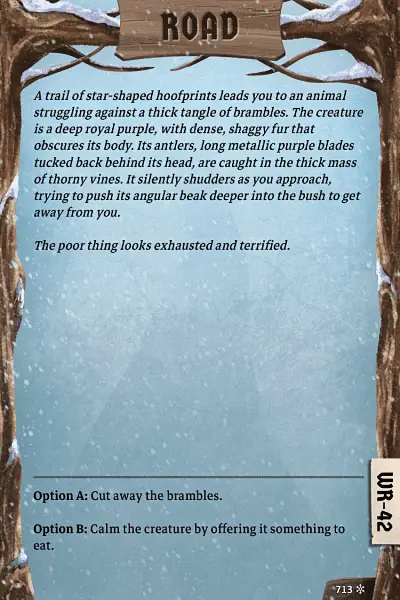 ROAD
A trail of star-shaped hoofprints leads you to an animal
struggling against a thick tangle of brambles. The creature
is a deep royal purple, with dense, shaggy fur that
obscures its body. Its antlers, long metallic purple blades
tucked back behind its head, are caught in the thick mass
of thorny vines. It silently shudders as you approach,
trying to push its angular beak deeper into the bush to get
away from you.
The poor thing looks exhausted and terrified.
Option A: Cut away the brambles.
Option B: Calm the creature by offering it something to
eat.
WR-42
713